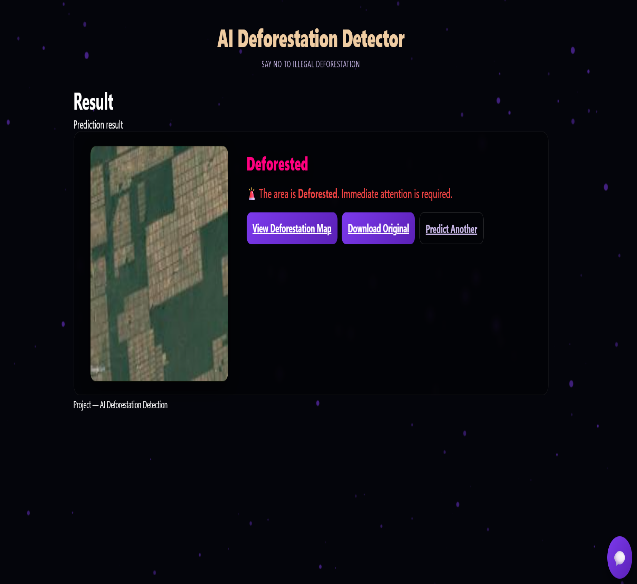 AI Deforestation Detector
SAY NO TO ILLEGAL DEFORESTATION
Result
Prediction result
Deforested
🚨 The area is Deforested. Immediate attention is required.
View Deforestation Map
Download Original
Predict Another
Project — AI Deforestation Detection